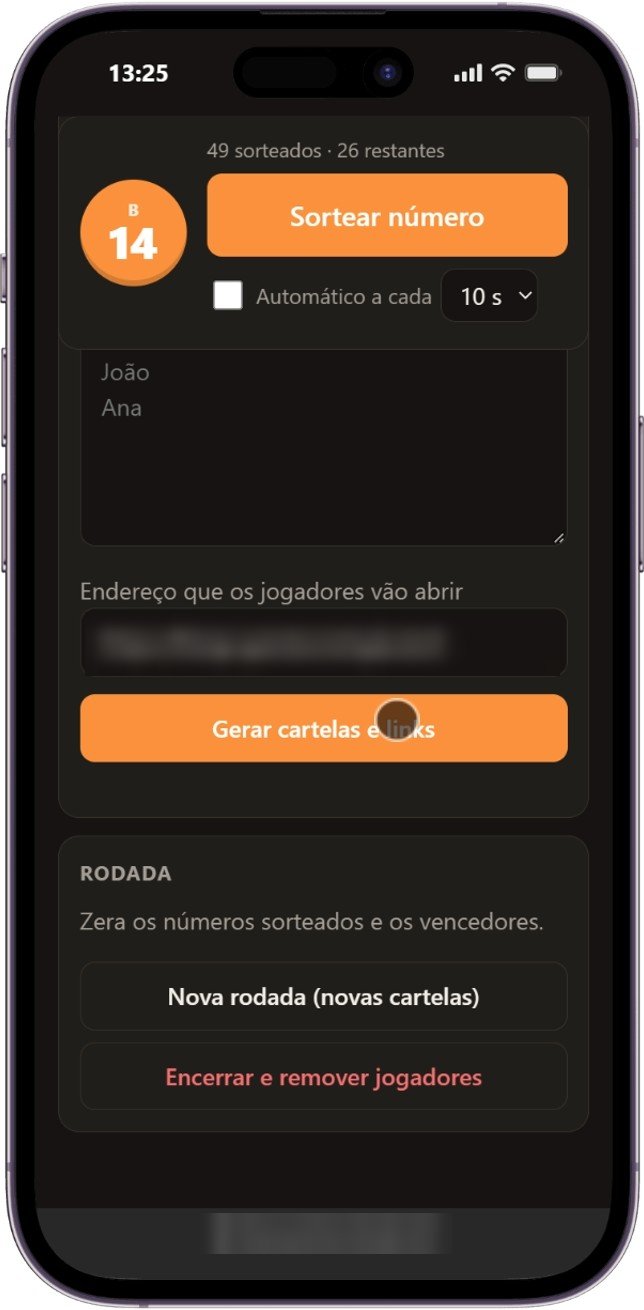 13:25
49 sorteados · 26 restantes
B
14
Sortear número
Automático a cada 10 s
João
Ana
Endereço que os jogadores vão abrir
Gerar cartelas e links
RODADA
Zera os números sorteados e os vencedores.
Nova rodada (novas cartelas)
Encerrar e remover jogadores